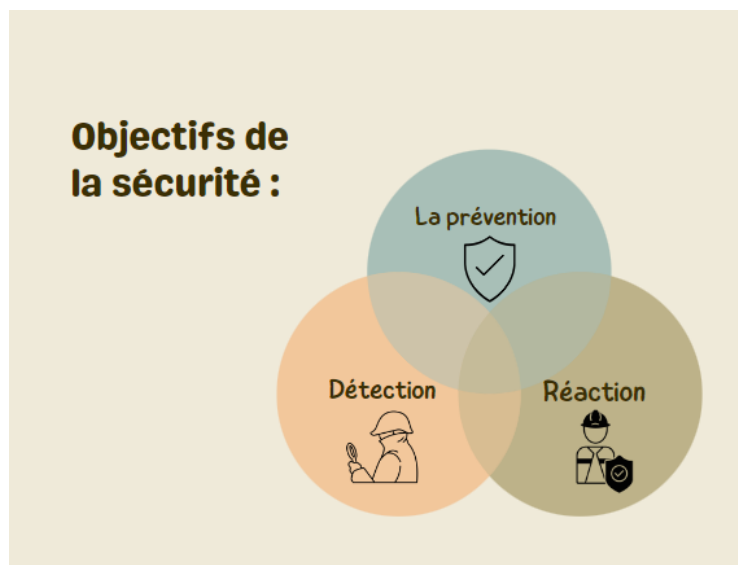 Objectifs de
la sécurité :
La prévention
Détection
Réaction